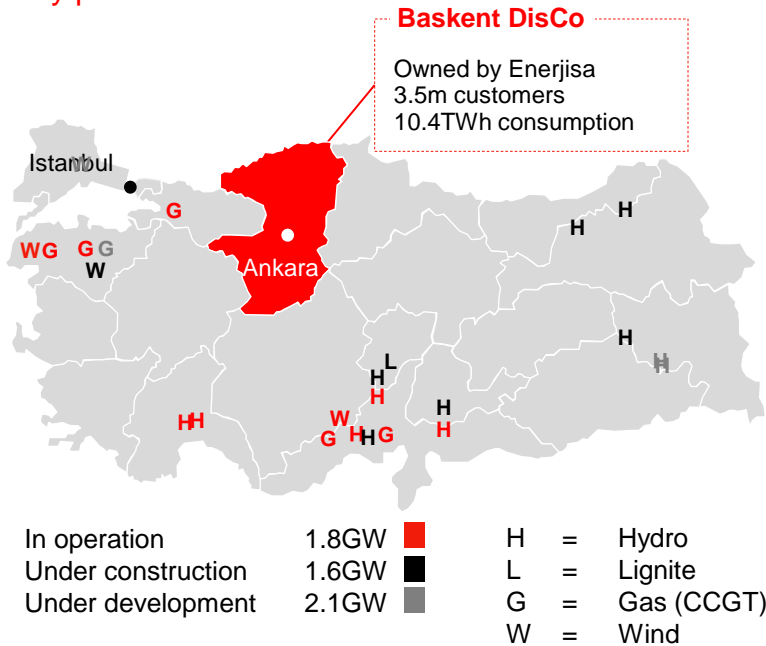 Baskent DisCo
Owned by Enerjisa
3.5m customers
10.4TWh consumption
W
Istanbul
G
H
H
W G G G
W
Ankara
H
H
H
L
H
H
H H
W
H
G H H G
H
In operation 1.8GW
Under construction 1.6GW
Under development 2.1GW
H = Hydro
L = Lignite
G = Gas (CCGT)
W = Wind